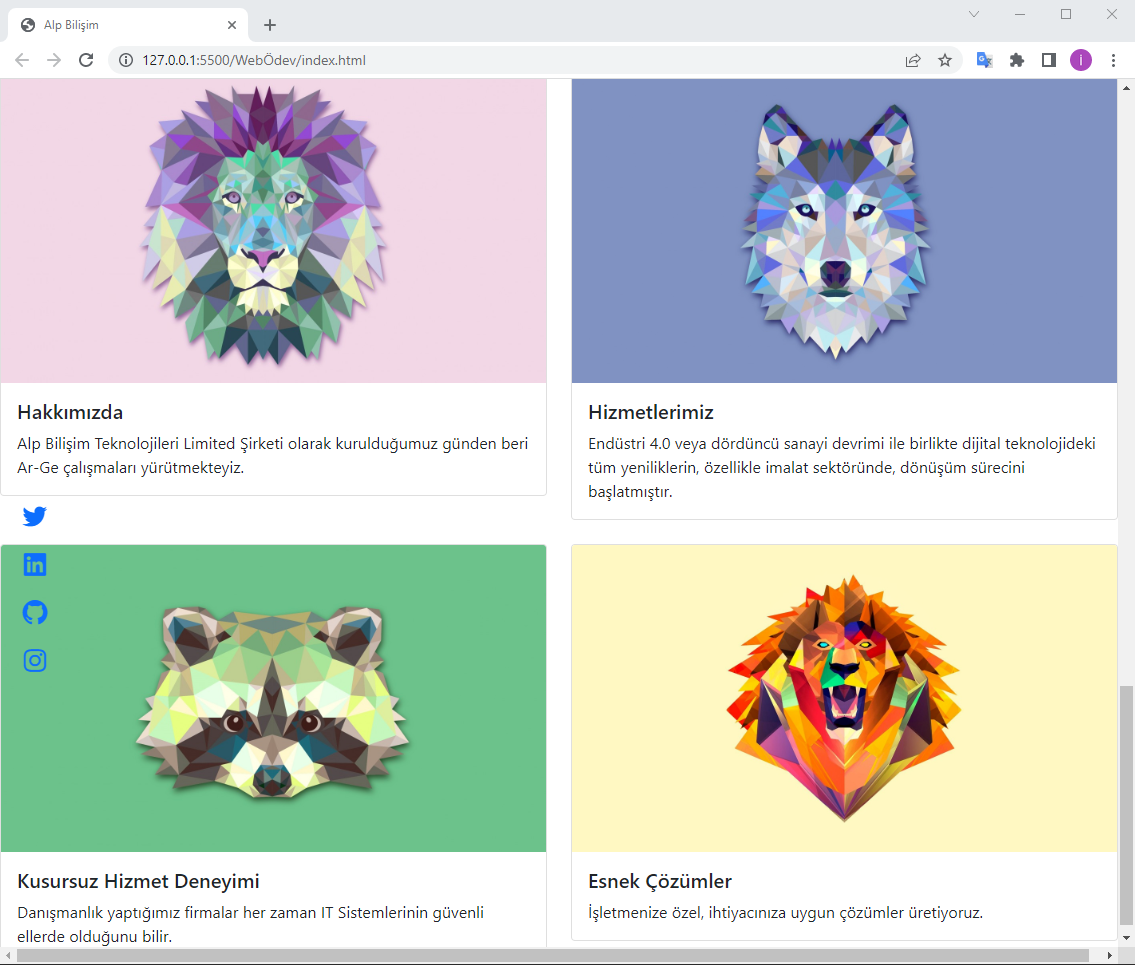 Alp Bilişim
127.0.0.1:5500/WebÖdev/index.html
i
Hakkımızda
Alp Bilişim Teknolojileri Limited Şirketi olarak kurulduğumuz günden beri
Ar-Ge çalışmaları yürütmekteyiz.
Hizmetlerimiz
Endüstri 4.0 veya dördüncü sanayi devrimi ile birlikte dijital teknolojideki
tüm yeniliklerin, özellikle imalat sektöründe, dönüşüm sürecini
başlatmıştır.
Kusursuz Hizmet Deneyimi
Danışmanlık yaptığımız firmalar her zaman IT Sistemlerinin güvenli
ellerde olduğunu bilir.
Esnek Çözümler
İşletmenize özel, ihtiyacınıza uygun çözümler üretiyoruz.